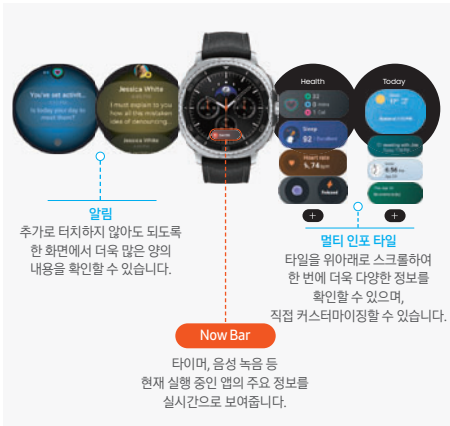 You've set activit...
Is today your day to
meet them?
Jessica White
I must explain to you
how all this mistaken
idea of denouncing...
Jessica White
Health
Sleep
92
Heart rate
74 bpm
Today
+
+
알림
추가로 터치하지 않아도 되도록
한 화면에서 더욱 많은 양의
내용을 확인할 수 있습니다.
멀티 인포 타일
타일을 위아래로 스크롤하여
한 번에 더욱 다양한 정보를
확인할 수 있으며,
직접 커스터마이징할 수 있습니다.
Now Bar
타이머, 음성 녹음 등
현재 실행 중인 앱의 주요 정보를
실시간으로 보여줍니다.